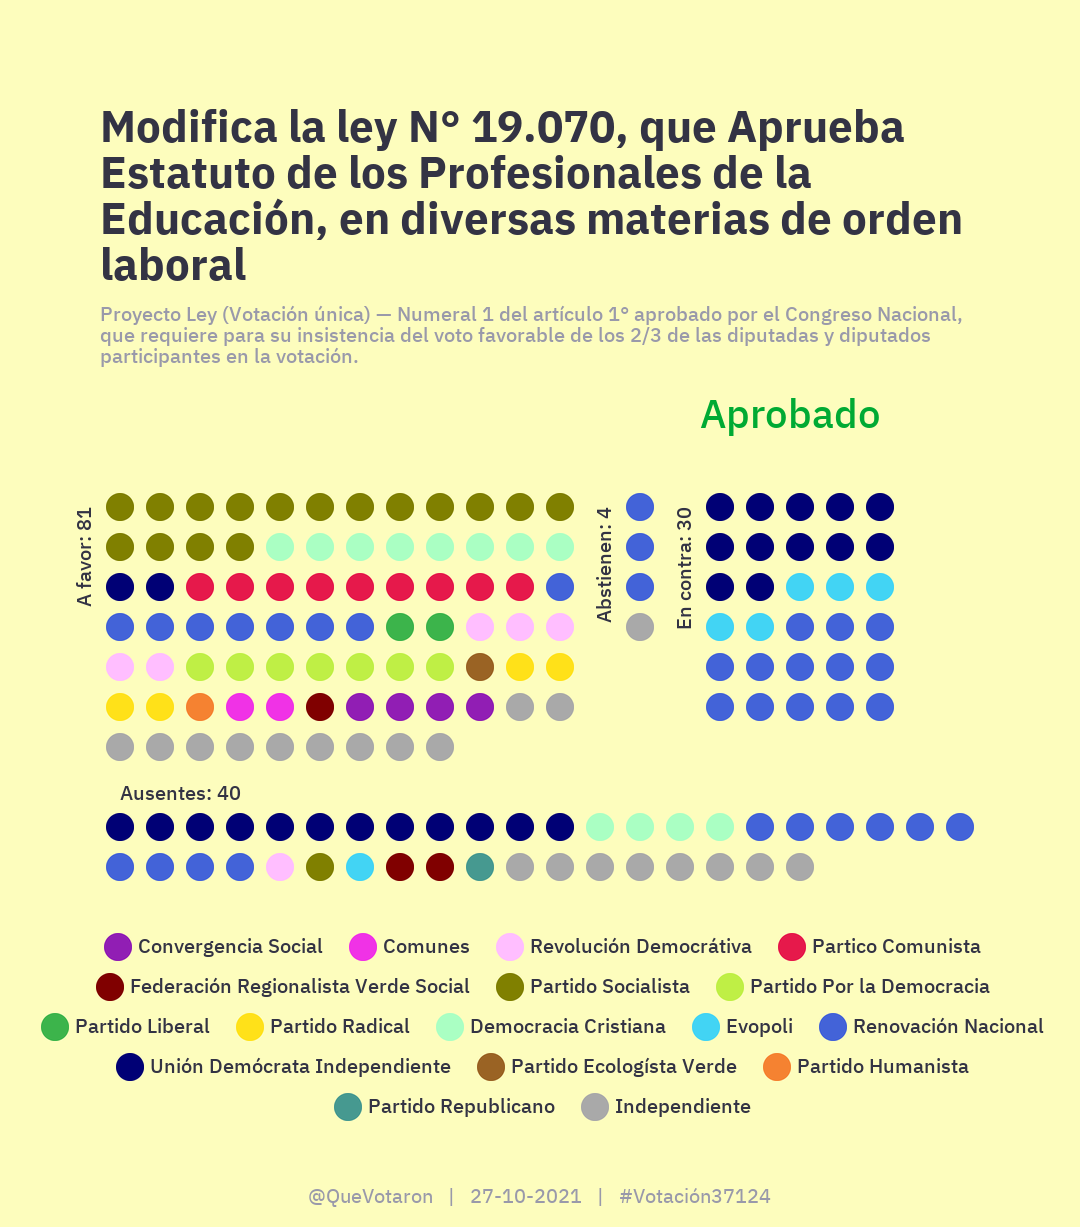 Modifica la ley N° 19.070, que Aprueba
Estatuto de los Profesionales de la
Educación, en diversas materias de orden
laboral
Proyecto Ley (Votación única) — Numeral 1 del artículo 1° aprobado por el Congreso Nacional,
que requiere para su insistencia del voto favorable de los 2/3 de las diputadas y diputados
participantes en la votación.
Aprobado
A favor: 81
Abstienen: 4
En contra: 30
Ausentes: 40
Convergencia Social
Comunes
Revolución Democrátiva
Partico Comunista
Federación Regionalista Verde Social
Partido Socialista
Partido Por la Democracia
Partido Liberal
Partido Radical
Democracia Cristiana
Evopoli
Renovación Nacional
Unión Demócrata Independiente
Partido Ecologísta Verde
Partido Humanista
Partido Republicano
Independiente
@QueVotaron | 27-10-2021 | #Votación37124